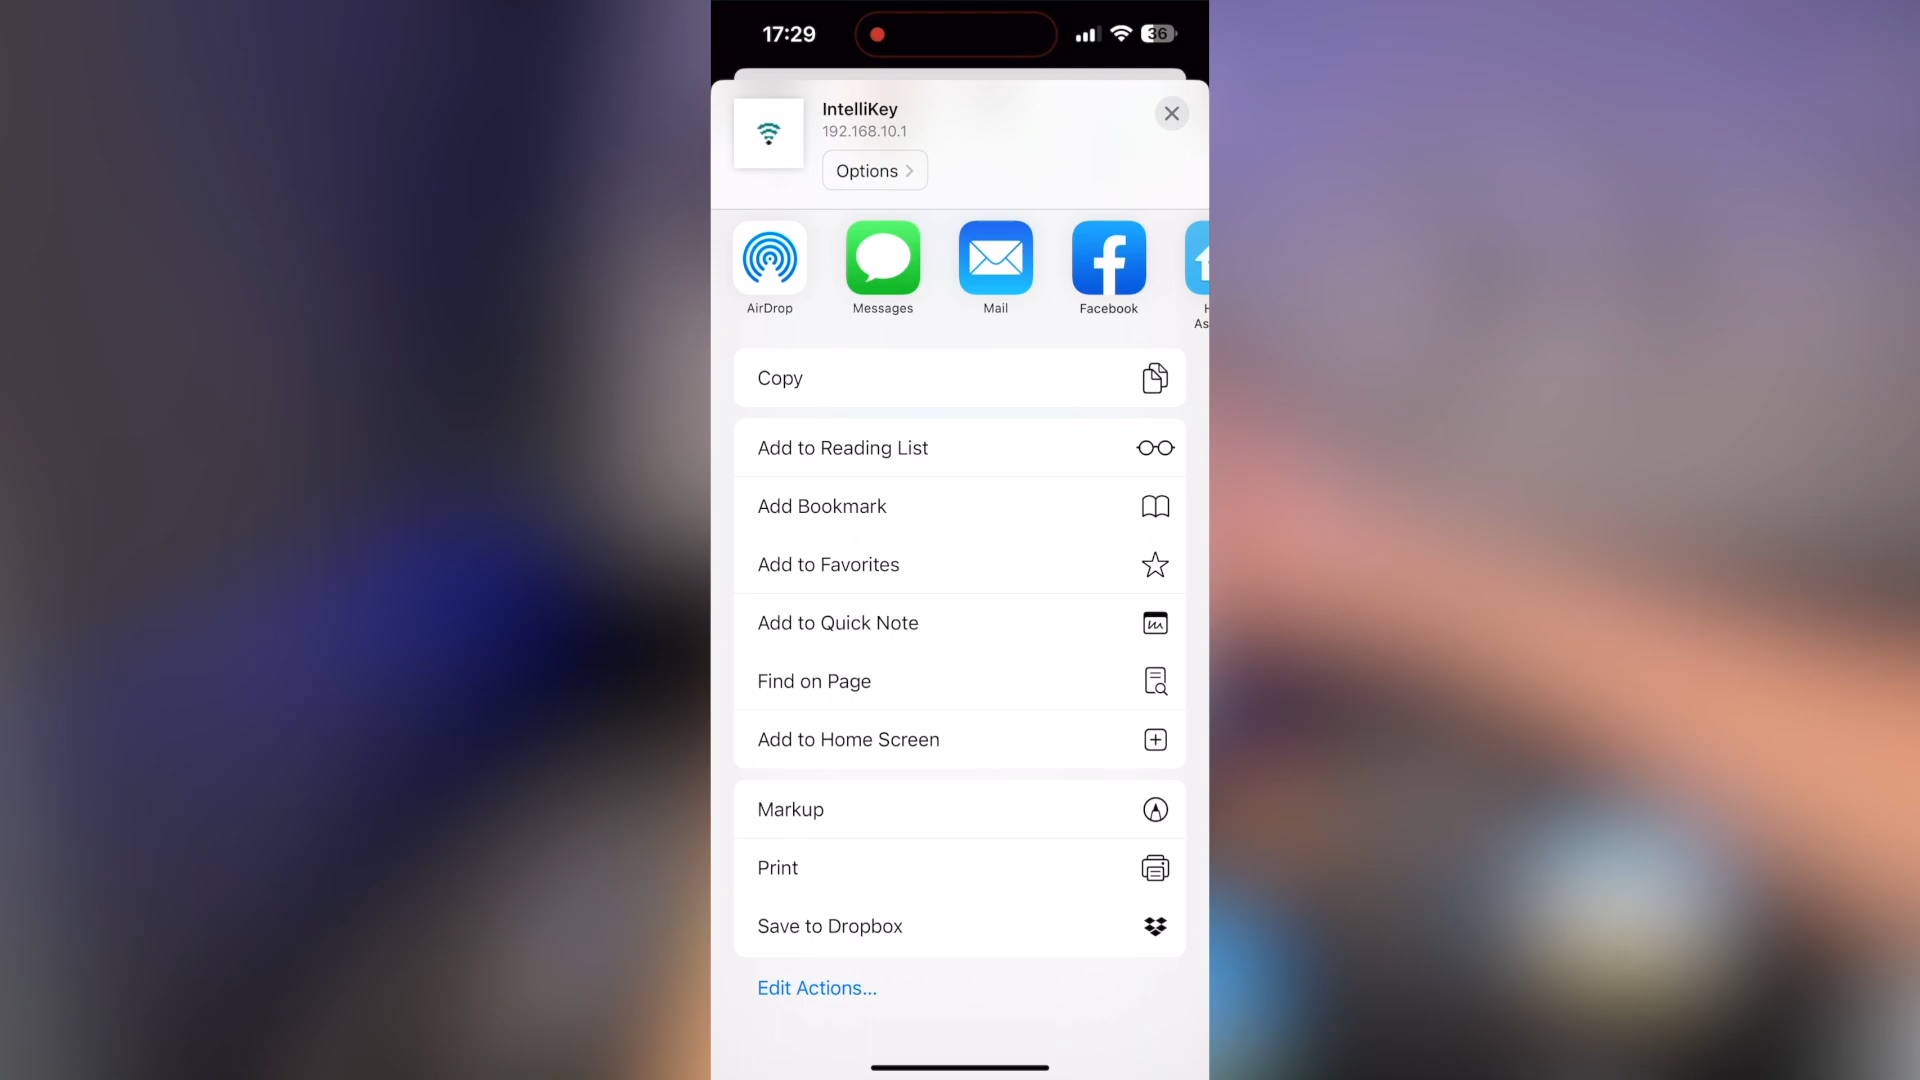 17:29
36
IntelliKey
192.168.10.1
Options
AirDrop
Messages
Mail
Facebook
Copy
Add to Reading List
Add Bookmark
Add to Favorites
Add to Quick Note
Find on Page
Add to Home Screen
Markup
Print
Save to Dropbox
Edit Actions...